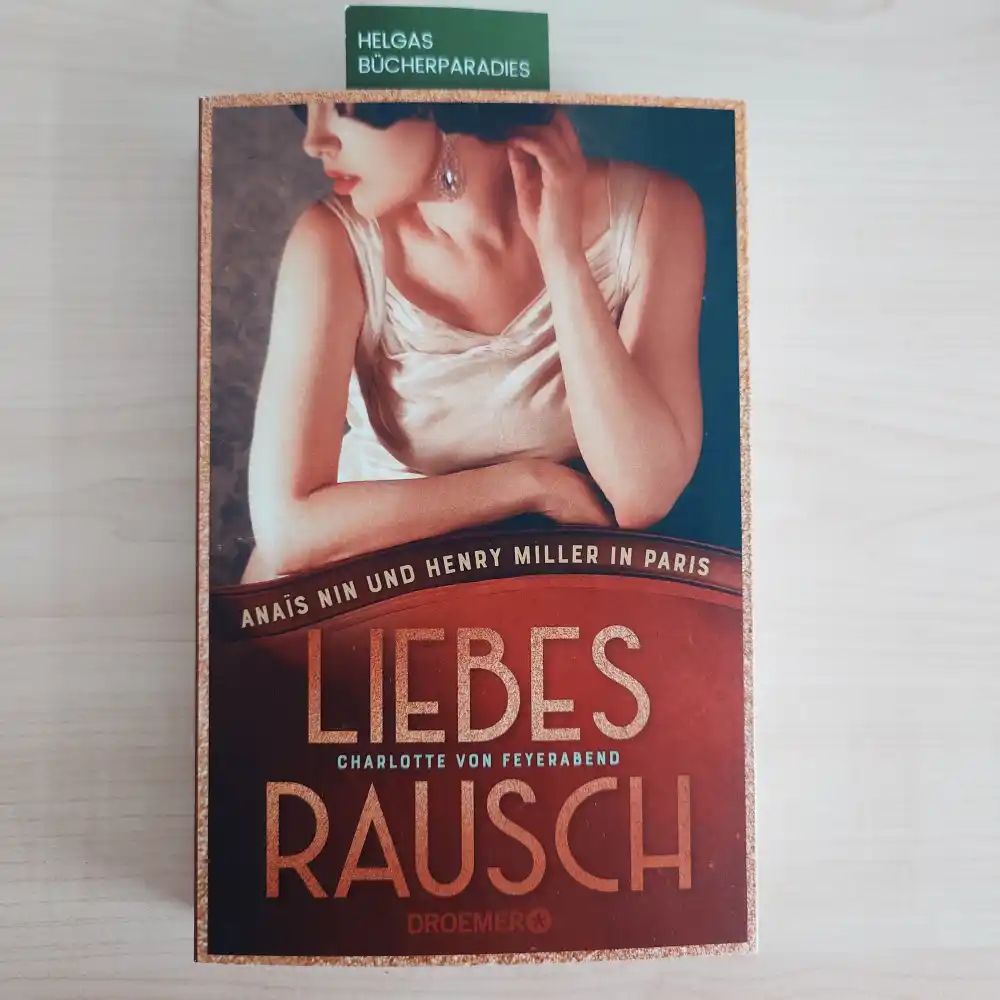 HELGAS
BÜCHERPARADIES
ANAÏS NIN UND HENRY MILLER IN PARIS
LIEBES
CHARLOTTE VON FEYERABEND
RAUSCH
DROEMER